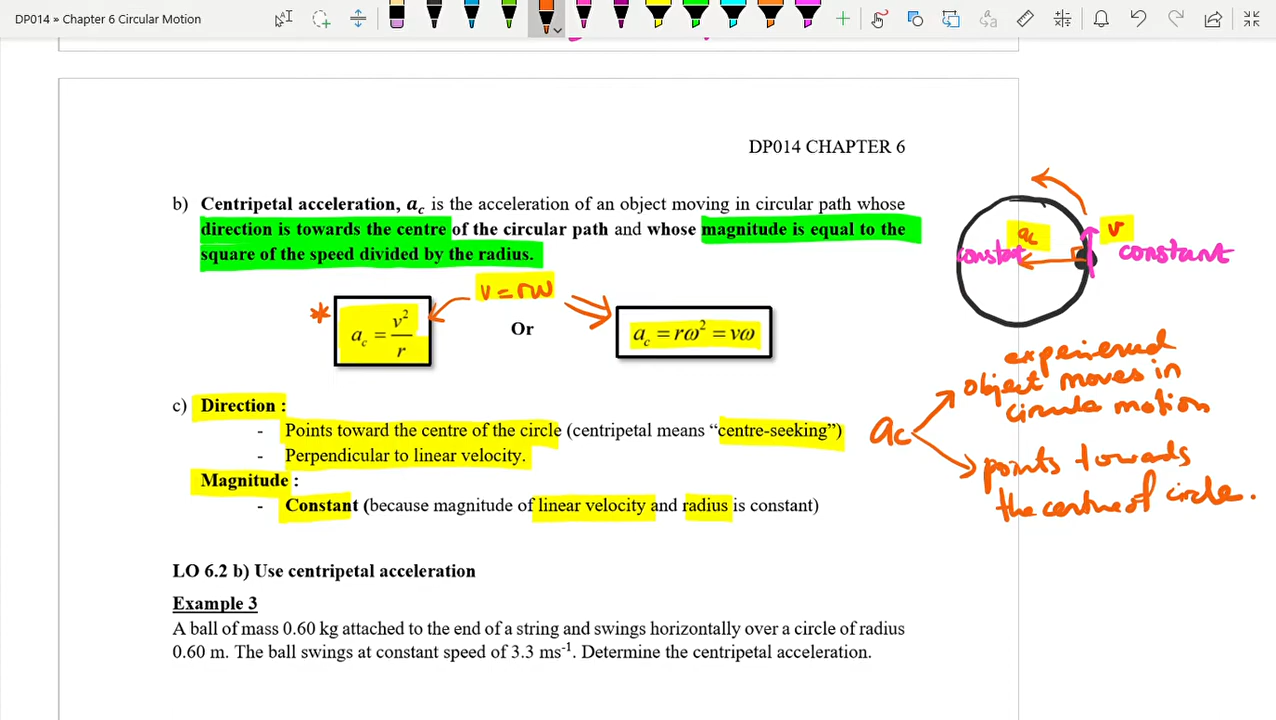 DP014 » Chapter 6 Circular Motion
DP014 CHAPTER 6
b) Centripetal acceleration, a_c is the acceleration of an object moving in circular path whose
direction is towards the centre of the circular path and whose magnitude is equal to the
square of the speed divided by the radius.
v = rω
* a_c = v²/r
Or
a_c = rω² = vω
a_c
v
constant
constant
c) Direction :
- Points toward the centre of the circle (centripetal means “centre-seeking”)
- Perpendicular to linear velocity.
Magnitude :
- Constant (because magnitude of linear velocity and radius is constant)
a_c
experienced
object moves in
circular motion
points towards
the centre of circle.
LO 6.2 b) Use centripetal acceleration
Example 3
A ball of mass 0.60 kg attached to the end of a string and swings horizontally over a circle of radius
0.60 m. The ball swings at constant speed of 3.3 ms⁻¹. Determine the centripetal acceleration.